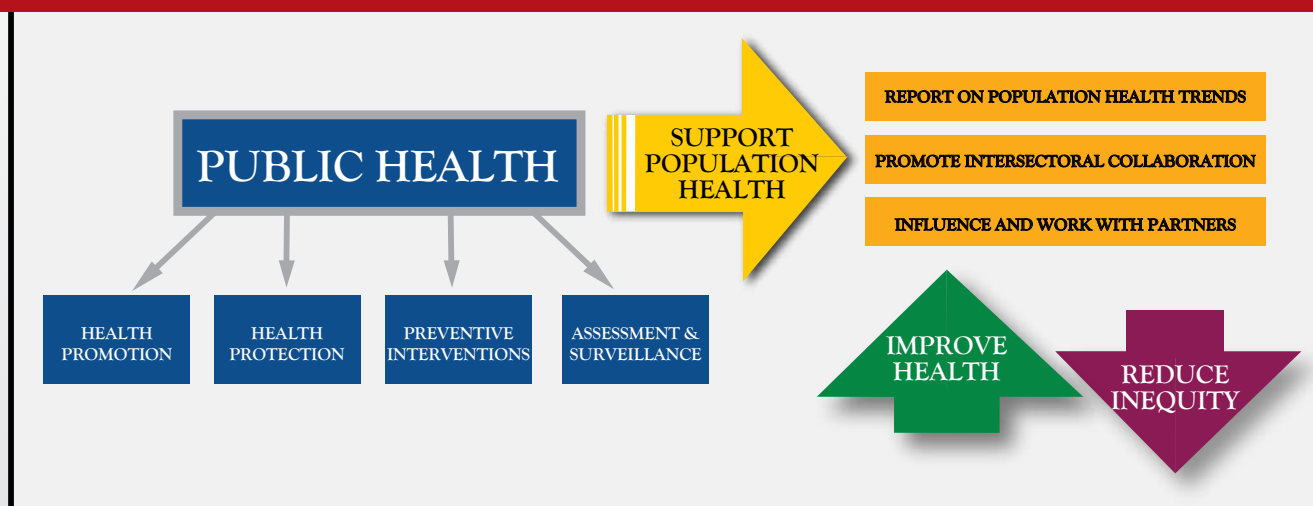 PUBLIC HEALTH
HEALTH
PROMOTION
HEALTH
PROTECTION
PREVENTIVE
INTERVENTIONS
ASSESSMENT &
SURVEILLANCE
SUPPORT
POPULATION
HEALTH
REPORT ON POPULATION HEALTH TRENDS
PROMOTE INTERSECTORAL COLLABORATION
INFLUENCE AND WORK WITH PARTNERS
IMPROVE
HEALTH
REDUCE
INEQUITY